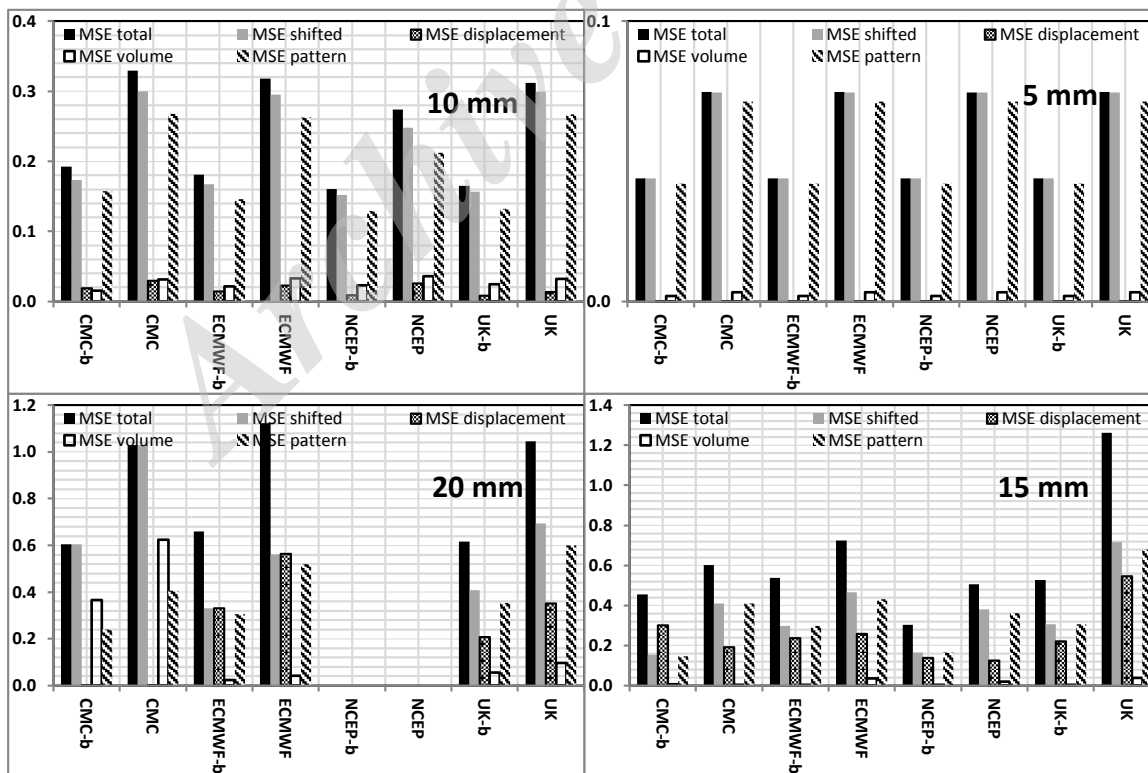 0.4
MSE total MSE shifted MSE displacement
MSE volume MSE pattern
0.3
10 mm
0.2
0.1
0.0
CMC-b
CMC
ECMWF-b
ECMWF
NCEP-b
NCEP
UK-b
UK
0.1
MSE total MSE shifted MSE displacement
MSE volume MSE pattern
5 mm
0.0
CMC-b
CMC
ECMWF-b
ECMWF
NCEP-b
NCEP
UK-b
UK
1.2
MSE total MSE shifted MSE displacement
MSE volume MSE pattern
1.0
20 mm
0.8
0.6
0.4
0.2
0.0
CMC-b
CMC
ECMWF-b
ECMWF
NCEP-b
NCEP
UK-b
UK
1.4
MSE total MSE shifted MSE displacement
MSE volume MSE pattern
1.2
1.0
15 mm
0.8
0.6
0.4
0.2
0.0
CMC-b
CMC
ECMWF-b
ECMWF
NCEP-b
NCEP
UK-b
UK
Archive